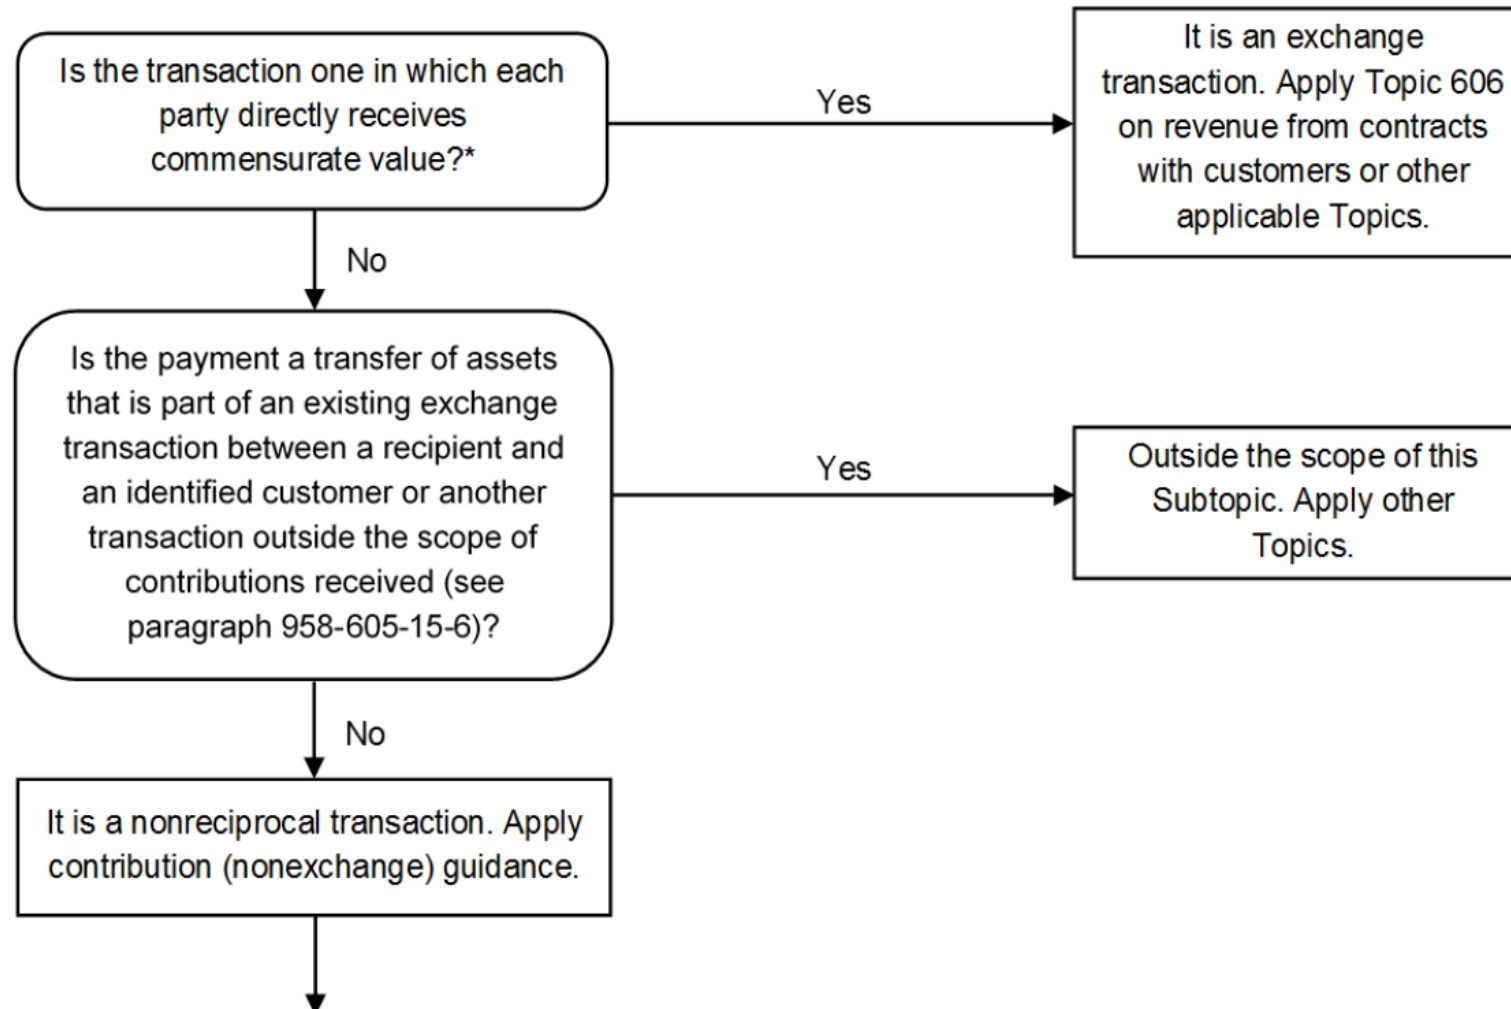 Is the transaction one in which each
party directly receives
commensurate value?*
Yes
It is an exchange
transaction. Apply Topic 606
on revenue from contracts
with customers or other
applicable Topics.
No
Is the payment a transfer of assets
that is part of an existing exchange
transaction between a recipient and
an identified customer or another
transaction outside the scope of
contributions received (see
paragraph 958-605-15-6)?
Yes
Outside the scope of this
Subtopic. Apply other
Topics.
No
It is a nonreciprocal transaction. Apply
contribution (nonexchange) guidance.